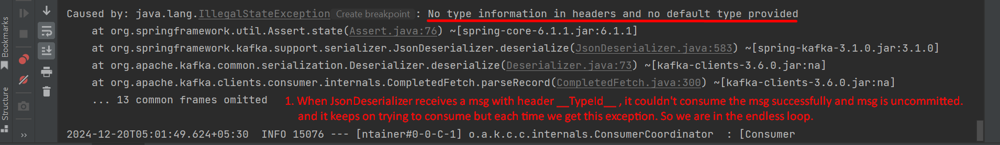 Caused by: java.lang.IllegalStateException Create breakpoint : No type information in headers and no default type provided
at org.springframework.util.Assert.state(Assert.java:76) ~[spring-core-6.1.1.jar:6.1.1]
at org.springframework.kafka.support.serializer.JsonDeserializer.deserialize(JsonDeserializer.java:583) ~[spring-kafka-3.1.0.jar:3.1.0]
at org.apache.kafka.common.serialization.Deserializer.deserialize(Deserializer.java:73) ~[kafka-clients-3.6.0.jar:na]
at org.apache.kafka.clients.consumer.internals.CompletedFetch.parseRecord(CompletedFetch.java:300) ~[kafka-clients-3.6.0.jar:na]
... 13 common frames omitted
1. When JsonDeserializer receives a msg with header __TypeId__ , it couldn't consume the msg successfully and msg is uncommitted.
and it keeps on trying to consume but each time we get this exception. So we are in the endless loop.
2024-12-20T05:01:49.624+05:30 INFO 15076 --- [ntainer#0-0-C-1] o.a.k.c.c.internals.ConsumerCoordinator : [Consumer
Bookmarks
Structure